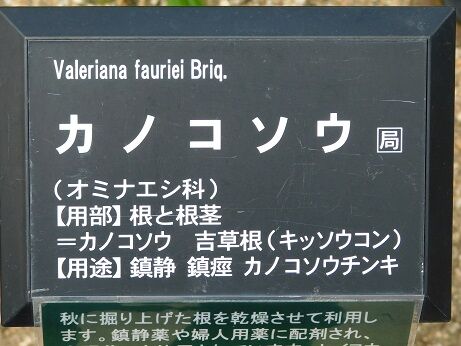 Valeriana fauriei Briq.
カノコソウ 局
(オミナエシ科)
【用部】根と根茎
=カノコソウ 吉草根(キッソウコン)
【用途】鎮静 鎮痙 カノコソウチンキ
秋に掘り上げた根を乾燥させて利用し
ます。鎮静薬や婦人用薬に配剤され、